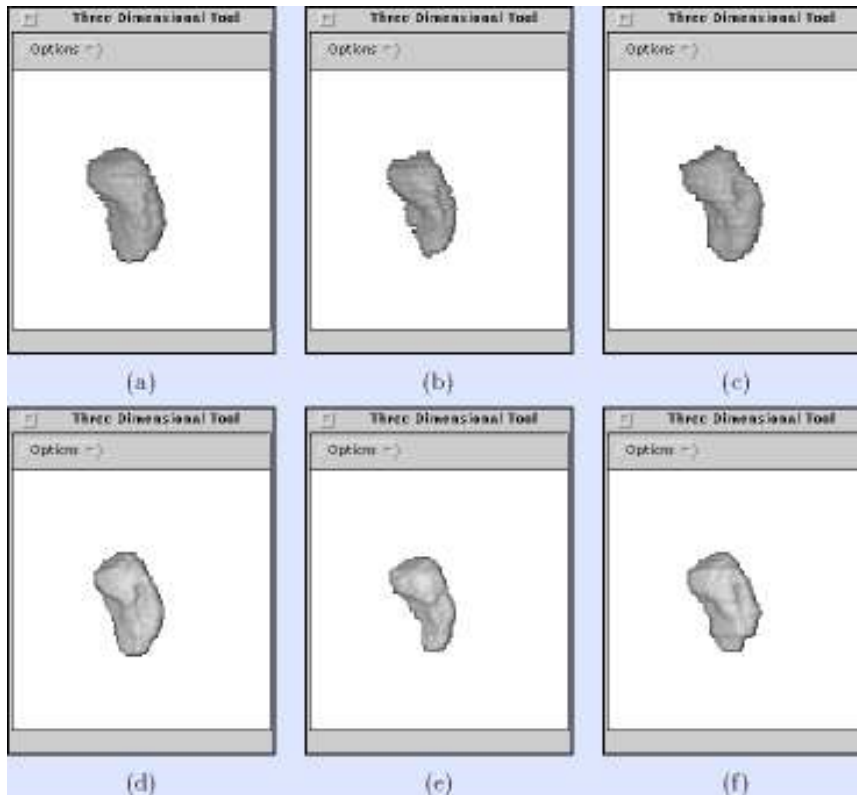 Three Dimensional Tool Three Dimensional Tool Three Dimensional Tool
Options Options Options
(a) (b) (c)
Three Dimensional Tool Three Dimensional Tool Three Dimensional Tool
Options Options Options
(d) (e) (f)